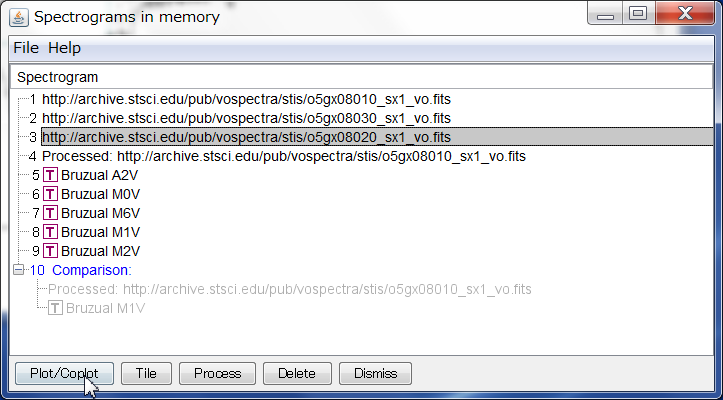 Spectrograms in memory
File Help
Spectrogram
1 http://archive.stsci.edu/pub/vospectra/stis/o5gx08010_sx1_vo.fits
2 http://archive.stsci.edu/pub/vospectra/stis/o5gx08030_sx1_vo.fits
3 http://archive.stsci.edu/pub/vospectra/stis/o5gx08020_sx1_vo.fits
4 Processed: http://archive.stsci.edu/pub/vospectra/stis/o5gx08010_sx1_vo.fits
5 T Bruzual A2V
6 T Bruzual M0V
7 T Bruzual M6V
8 T Bruzual M1V
9 T Bruzual M2V
10 Comparison:
Processed: http://archive.stsci.edu/pub/vospectra/stis/o5gx08010_sx1_vo.fits
T Bruzual M1V
Plot/Coplot Tile Process Delete Dismiss